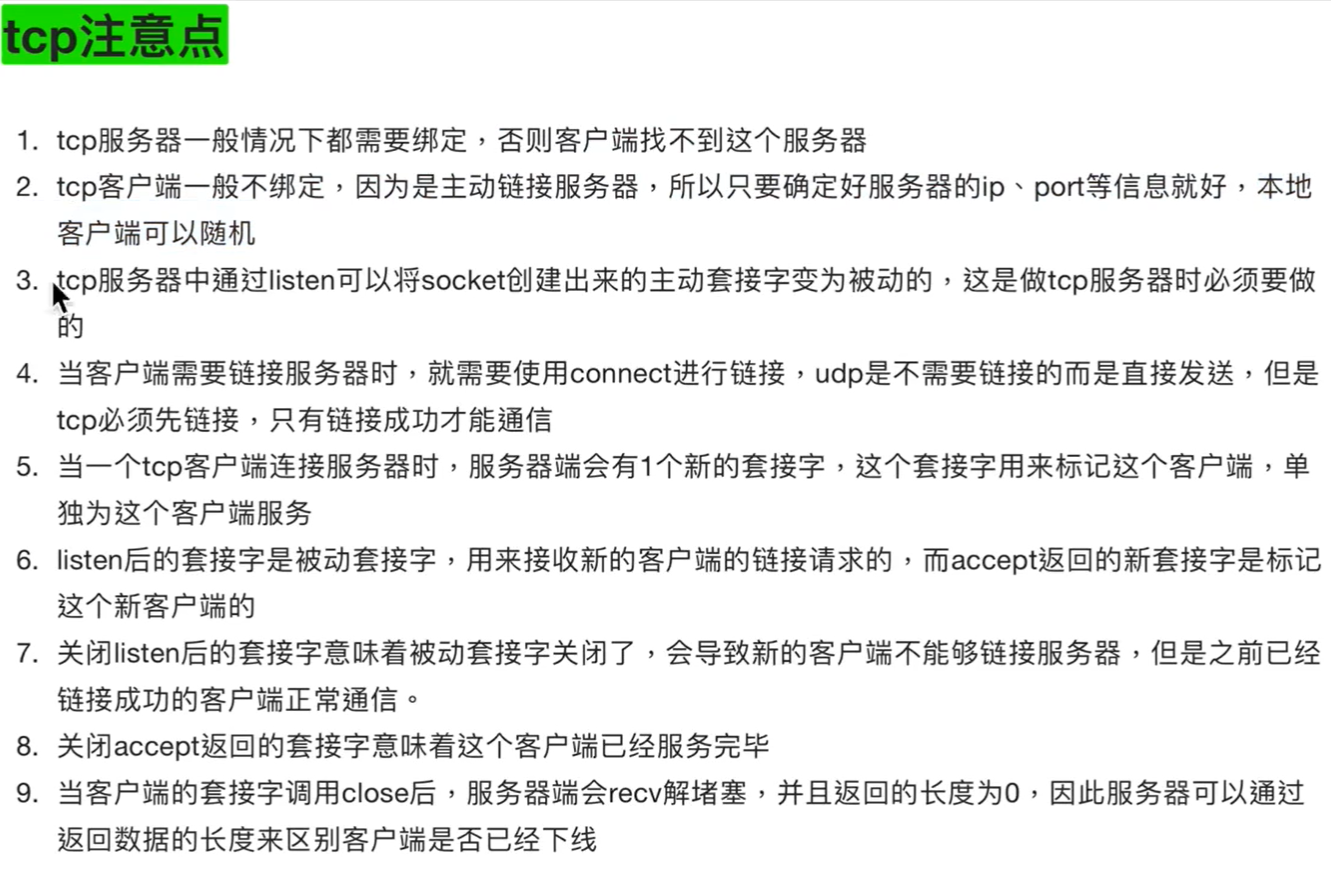 tcp注意点
1. tcp服务器一般情况下都需要绑定，否则客户端找不到这个服务器
2. tcp客户端一般不绑定，因为是主动链接服务器，所以只要确定好服务器的ip、port等信息就好，本地
客户端可以随机
3. tcp服务器中通过listen可以将socket创建出来的主动套接字变为被动的，这是做tcp服务器时必须要做
的
4. 当客户端需要链接服务器时，就需要使用connect进行链接，udp是不需要链接的而是直接发送，但是
tcp必须先链接，只有链接成功才能通信
5. 当一个tcp客户端连接服务器时，服务器端会有1个新的套接字，这个套接字用来标记这个客户端，单
独为这个客户端服务
6. listen后的套接字是被动套接字，用来接收新的客户端的链接请求的，而accept返回的新套接字是标记
这个新客户端的
7. 关闭listen后的套接字意味着被动套接字关闭了，会导致新的客户端不能够链接服务器，但是之前已经
链接成功的客户端正常通信。
8. 关闭accept返回的套接字意味着这个客户端已经服务完毕
9. 当客户端的套接字调用close后，服务器端会recv解堵塞，并且返回的长度为0，因此服务器可以通过
返回数据的长度来区别客户端是否已经下线